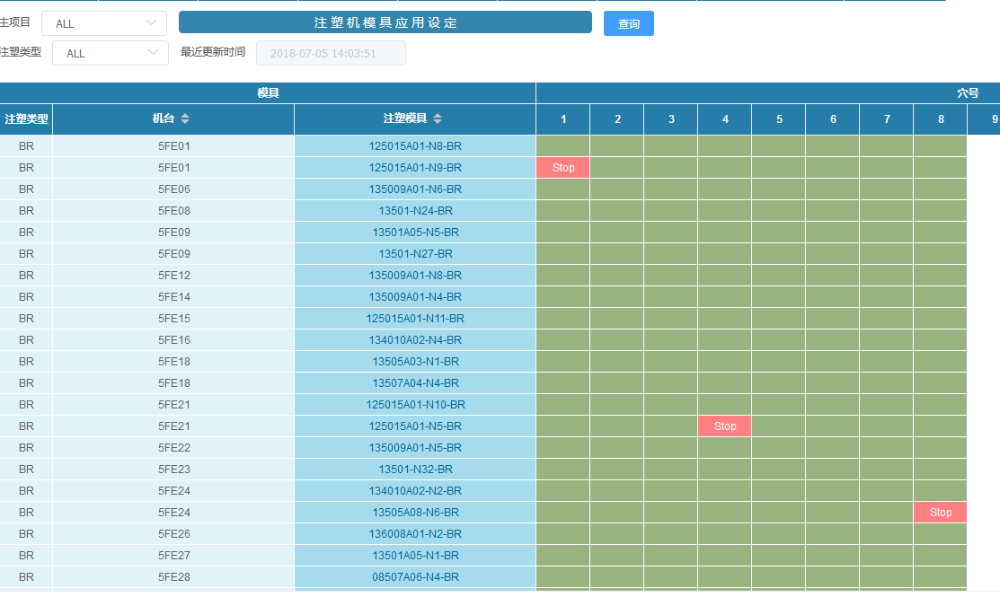 主项目 ALL 注塑机模具应用设定 查询
注塑类型 ALL 最近更新时间 2018-07-05 14:03:51
模具 穴号
注塑类型 机台 注塑模具 1 2 3 4 5 6 7 8 9
BR 5FE01 125015A01-N8-BR
BR 5FE01 125015A01-N9-BR Stop
BR 5FE06 135009A01-N6-BR
BR 5FE08 13501-N24-BR
BR 5FE09 13501A05-N5-BR
BR 5FE09 13501-N27-BR
BR 5FE12 135009A01-N8-BR
BR 5FE14 135009A01-N4-BR
BR 5FE15 125015A01-N11-BR
BR 5FE16 134010A02-N4-BR
BR 5FE18 13505A03-N1-BR
BR 5FE18 13507A04-N4-BR
BR 5FE21 125015A01-N10-BR
BR 5FE21 125015A01-N5-BR Stop
BR 5FE22 135009A01-N5-BR
BR 5FE23 13501-N32-BR
BR 5FE24 134010A02-N2-BR
BR 5FE24 13505A08-N6-BR Stop
BR 5FE26 136008A01-N2-BR
BR 5FE27 13501A05-N1-BR
BR 5FE28 08507A06-N4-BR